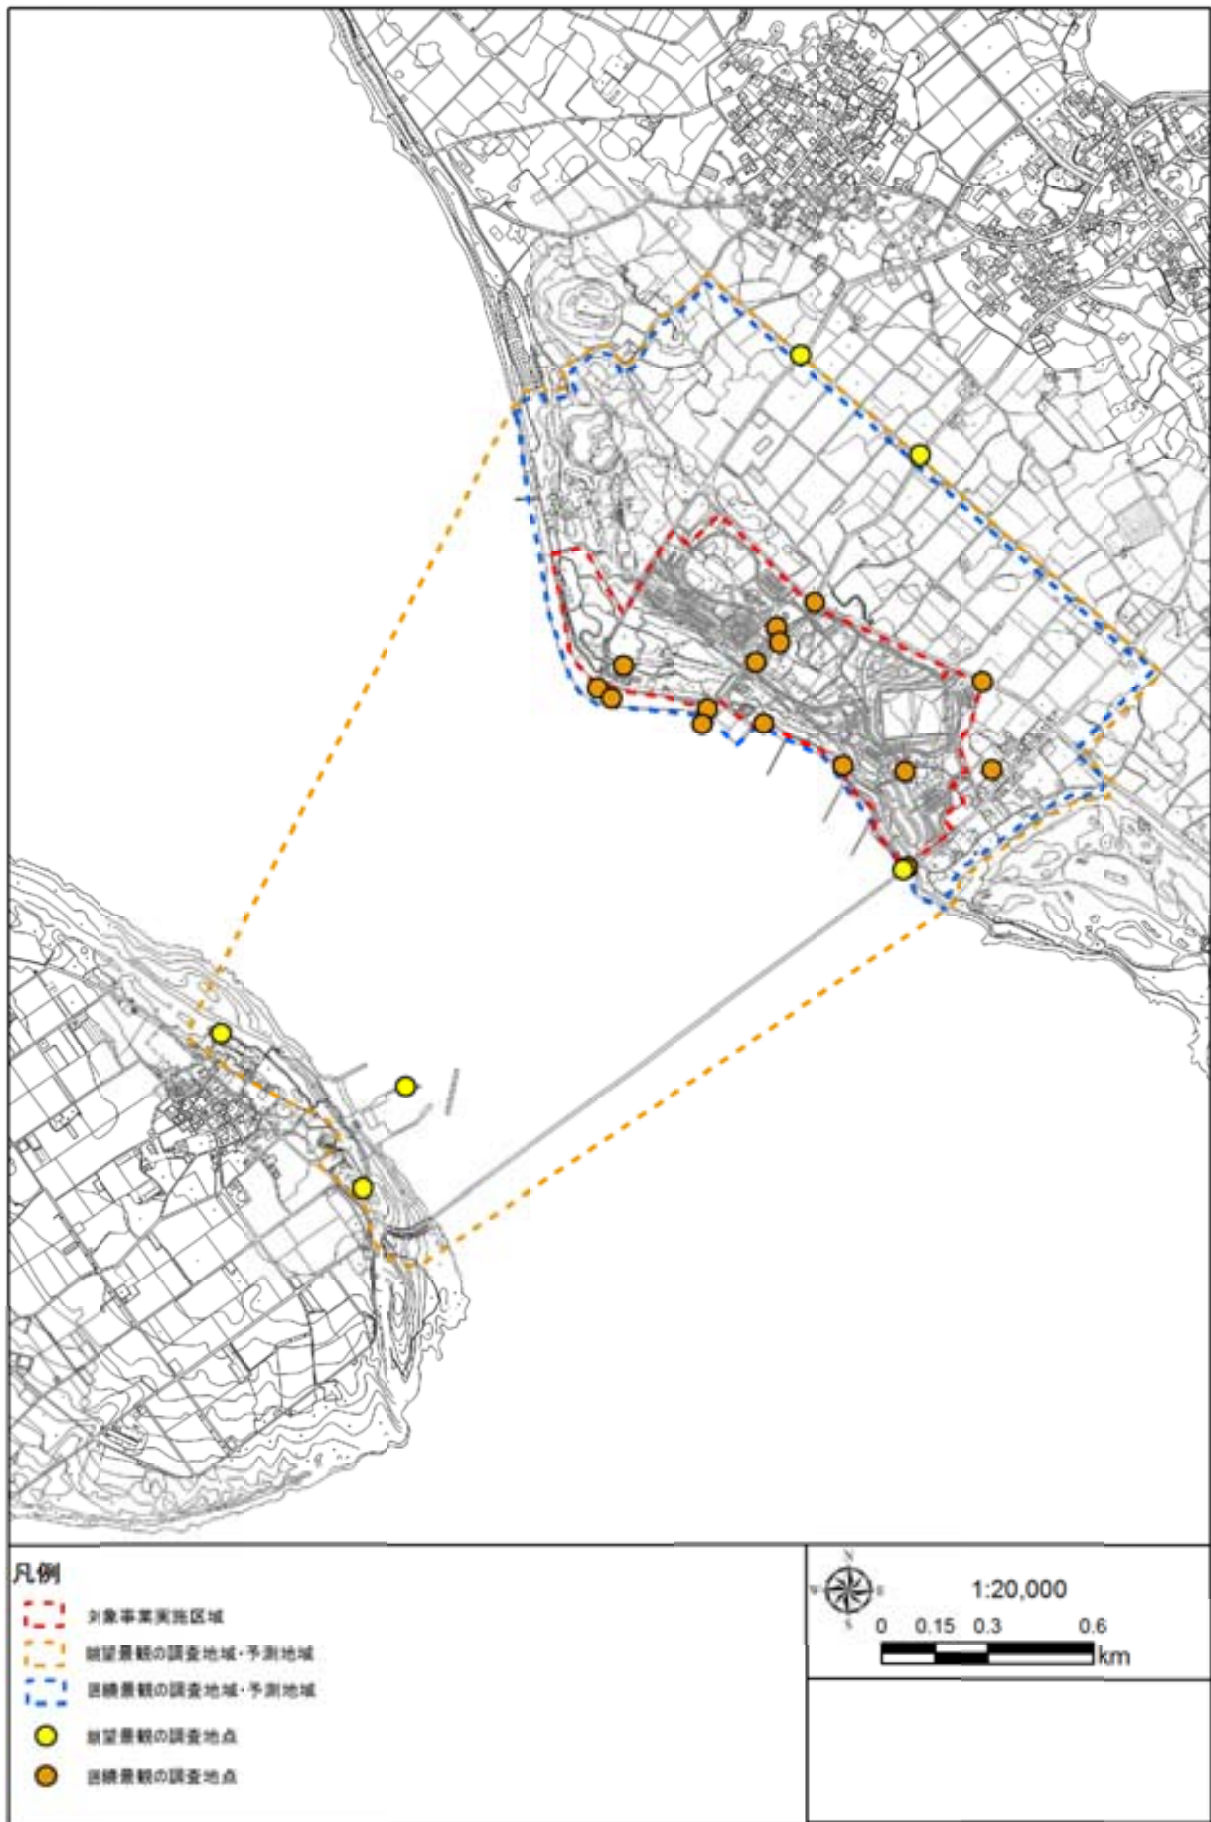 凡例
対象事業実施区域
眺望景観の調査地域・予測地域
囲繞景観の調査地域・予測地域
眺望景観の調査地点
囲繞景観の調査地点
N
W
E
S
1:20,000
0 0.15 0.3 0.6
km